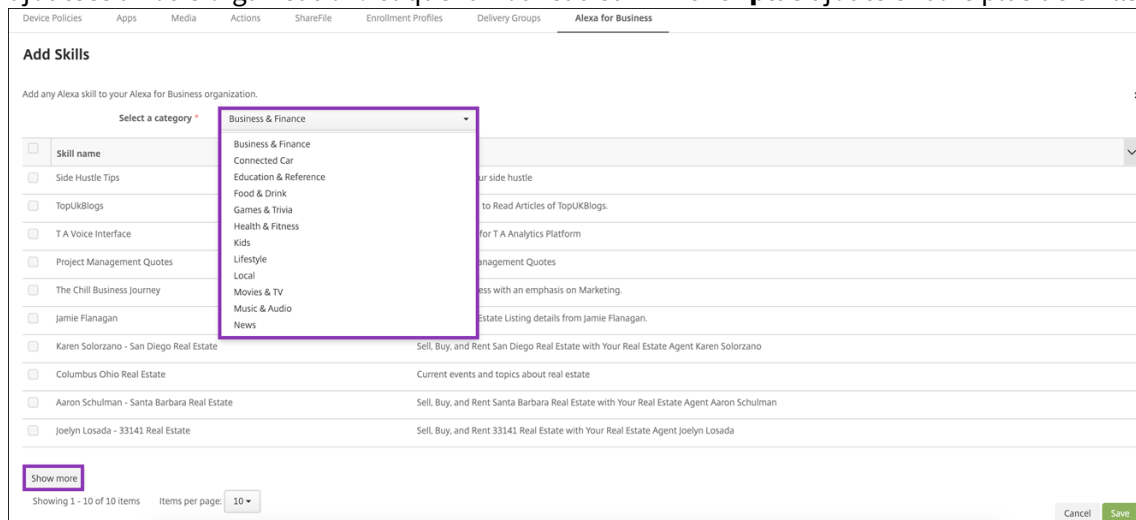 Device Policies Apps Media Actions ShareFile Enrollment Profiles Delivery Groups Alexa for Business
Add Skills
Add any Alexa skill to your Alexa for Business organization.
Select a category * Business & Finance
Business & Finance
Connected Car
Education & Reference
Food & Drink
Games & Trivia
Health & Fitness
Kids
Lifestyle
Local
Movies & TV
Music & Audio
News
Skill name
Side Hustle Tips side hustle
TopUkBlogs to Read Articles of TopUKBlogs.
T A Voice Interface for T A Analytics Platform
Project Management Quotes Quotes
The Chill Business Journey with an emphasis on Marketing.
Jamie Flanagan Estate Listing details from Jamie Flanagan.
Karen Solorzano - San Diego Real Estate Sell, Buy, and Rent San Diego Real Estate with Your Real Estate Agent Karen Solorzano
Columbus Ohio Real Estate Current events and topics about real estate
Aaron Schulman - Santa Barbara Real Estate Sell, Buy, and Rent Santa Barbara Real Estate with Your Real Estate Agent Aaron Schulman
Joelyn Losada - 33141 Real Estate Sell, Buy, and Rent 33141 Real Estate with Your Real Estate Agent Joelyn Losada
Show more
Showing 1 - 10 of 10 items Items per page: 10
Cancel Save